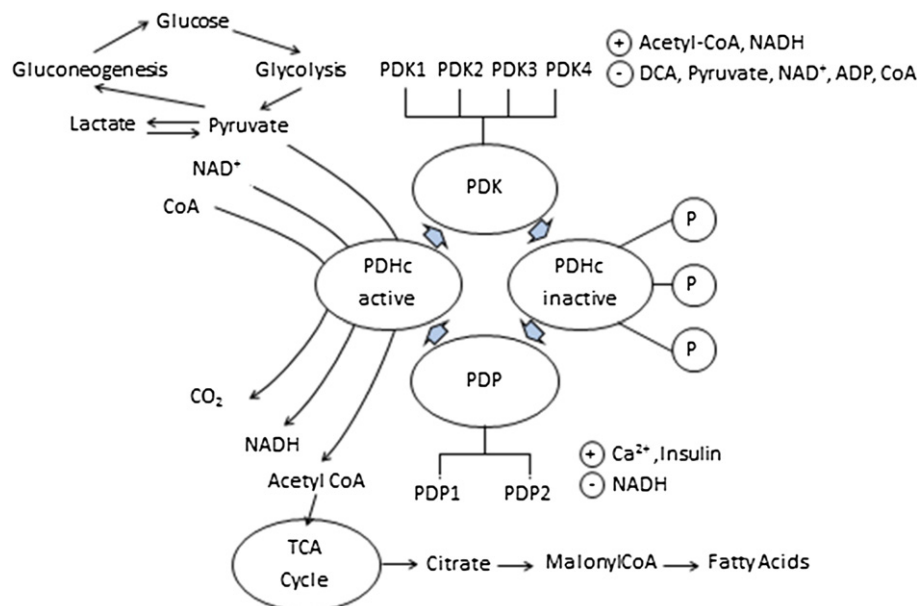 Glucose
Gluconeogenesis
Glycolysis
Lactate
Pyruvate
NAD⁺
CoA
PDK1 PDK2 PDK3 PDK4
+ Acetyl-CoA, NADH
- DCA, Pyruvate, NAD⁺, ADP, CoA
PDK
PDHc
active
PDHc
inactive
P
P
P
PDP
CO₂
NADH
Acetyl CoA
PDP1
PDP2
+ Ca²⁺ ,Insulin
- NADH
TCA
Cycle
Citrate
MalonylCoA
Fatty Acids